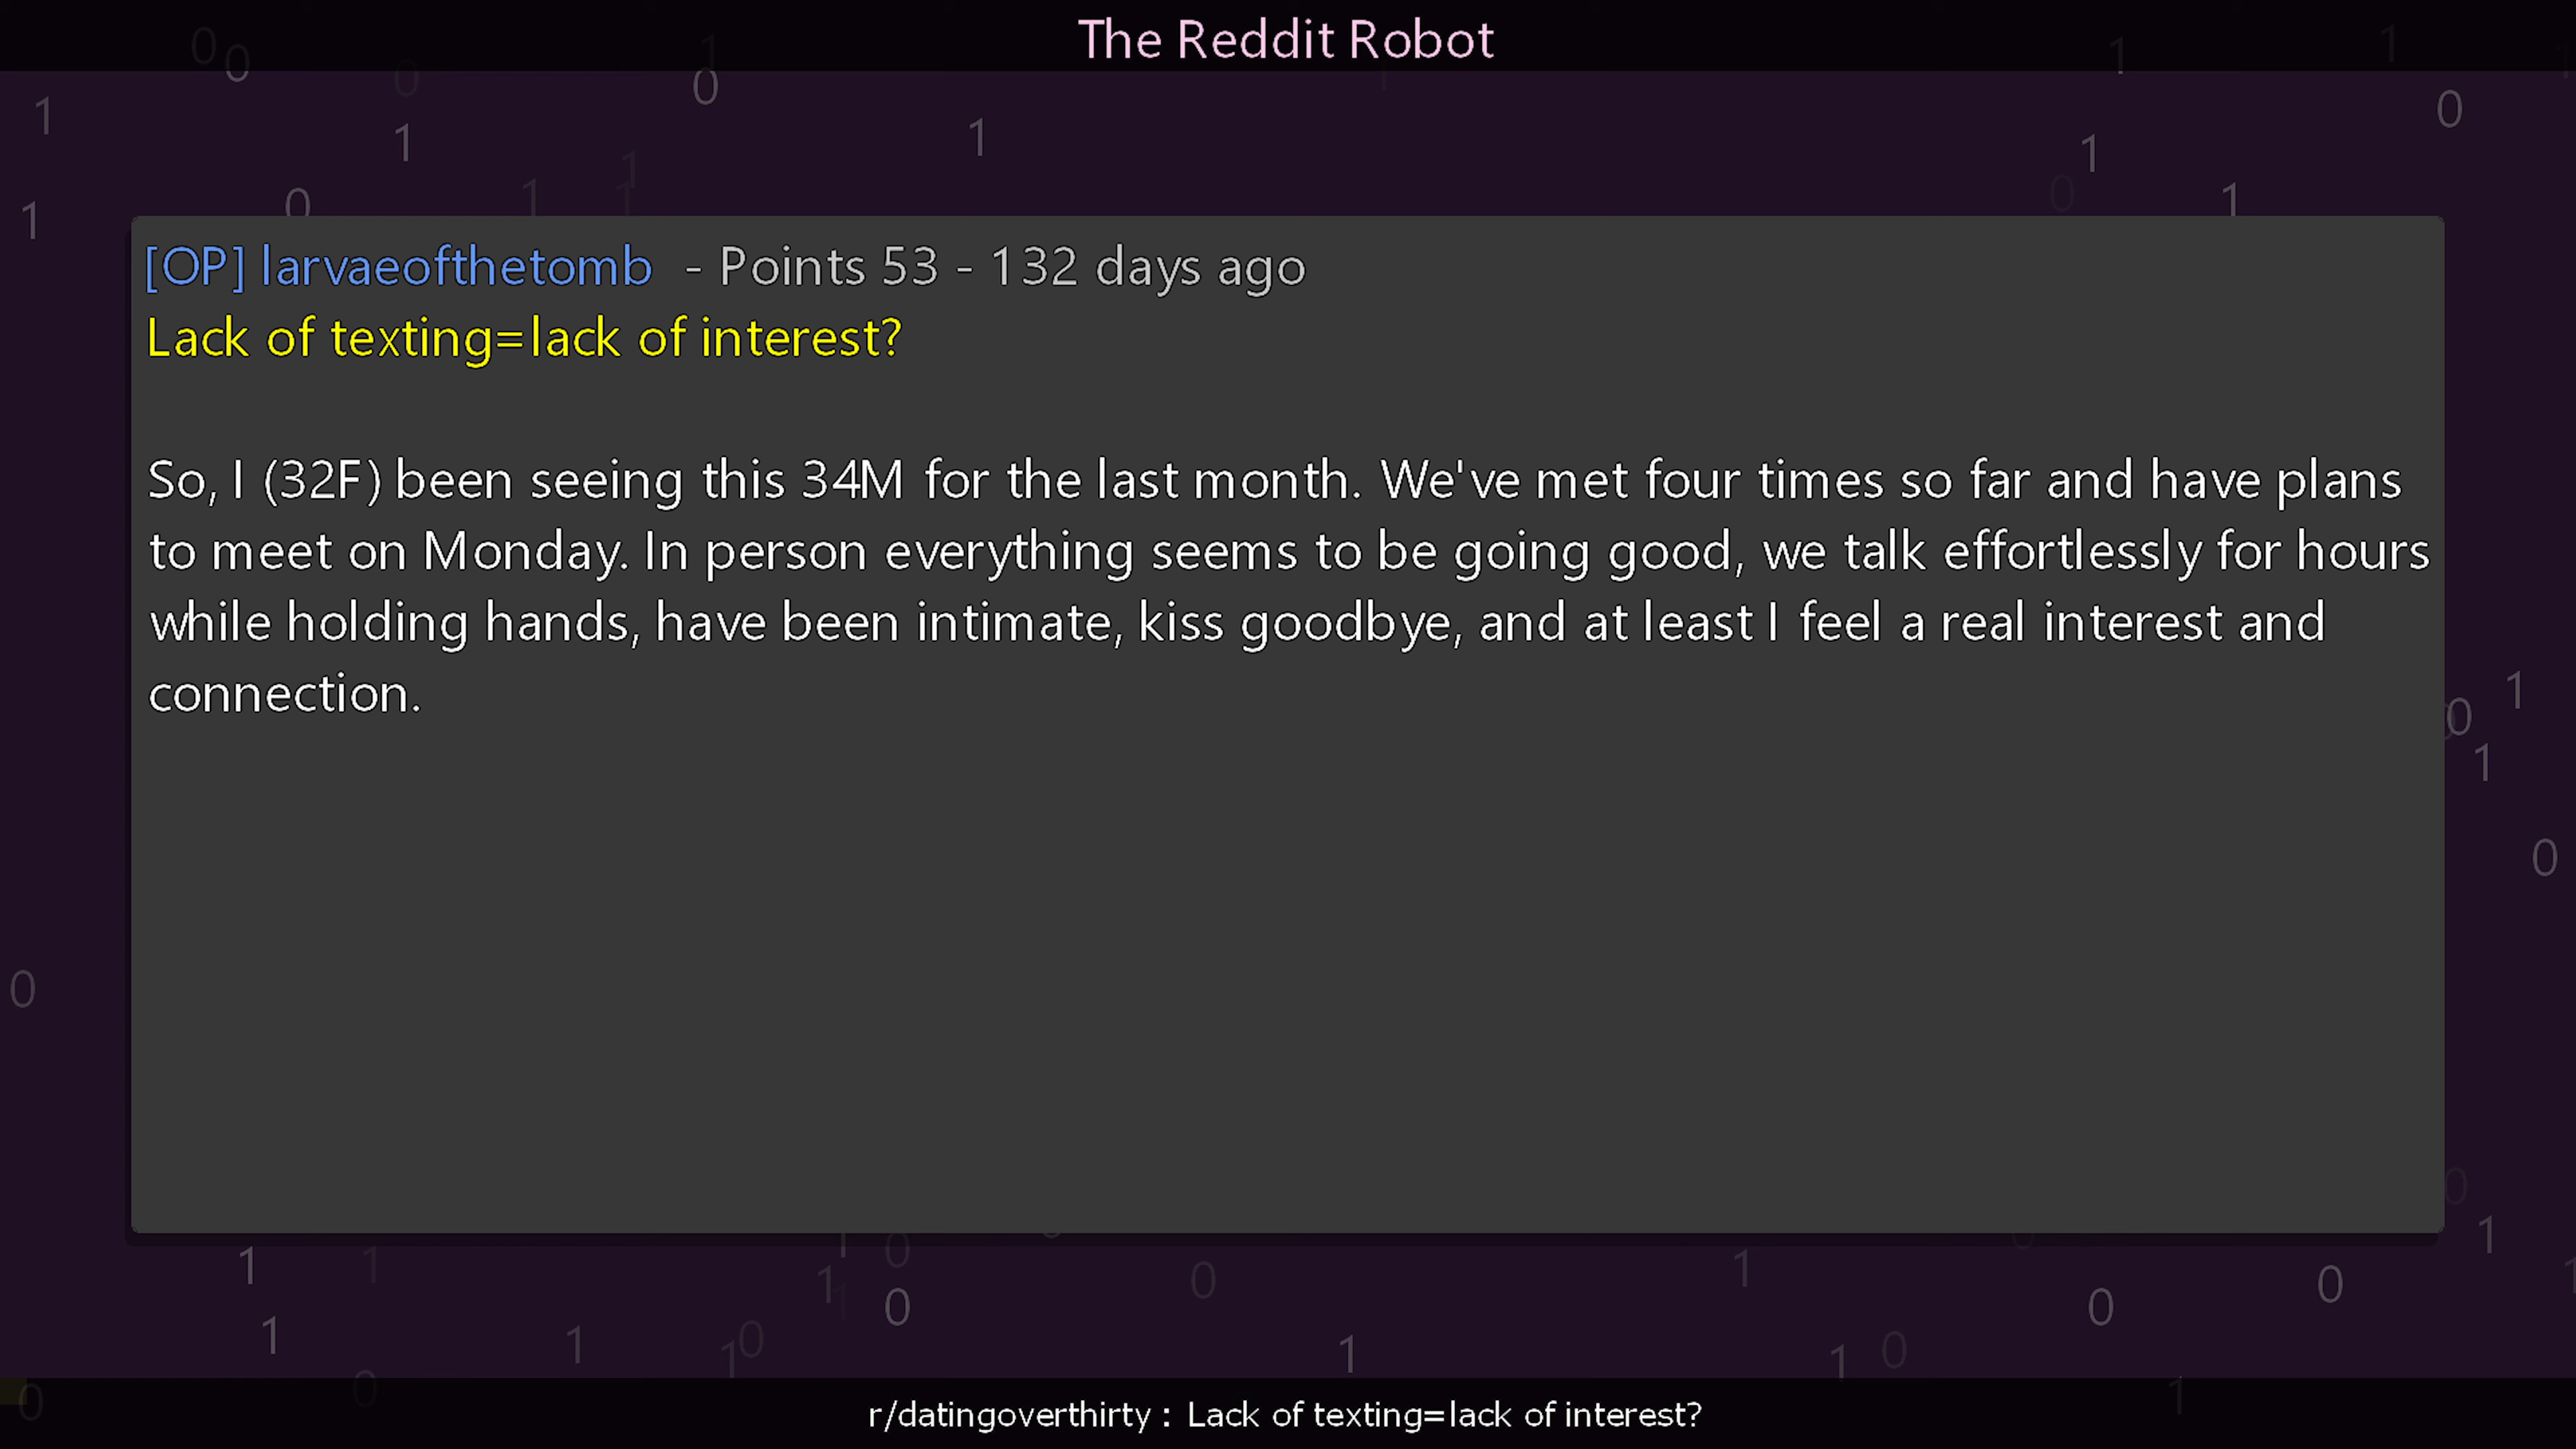 The Reddit Robot
[OP] larvaeofthetomb - Points 53 - 132 days ago
Lack of texting=lack of interest?
So, I (32F) been seeing this 34M for the last month. We've met four times so far and have plans
to meet on Monday. In person everything seems to be going good, we talk effortlessly for hours
while holding hands, have been intimate, kiss goodbye, and at least I feel a real interest and
connection.
r/datingoverthirty : Lack of texting=lack of interest?